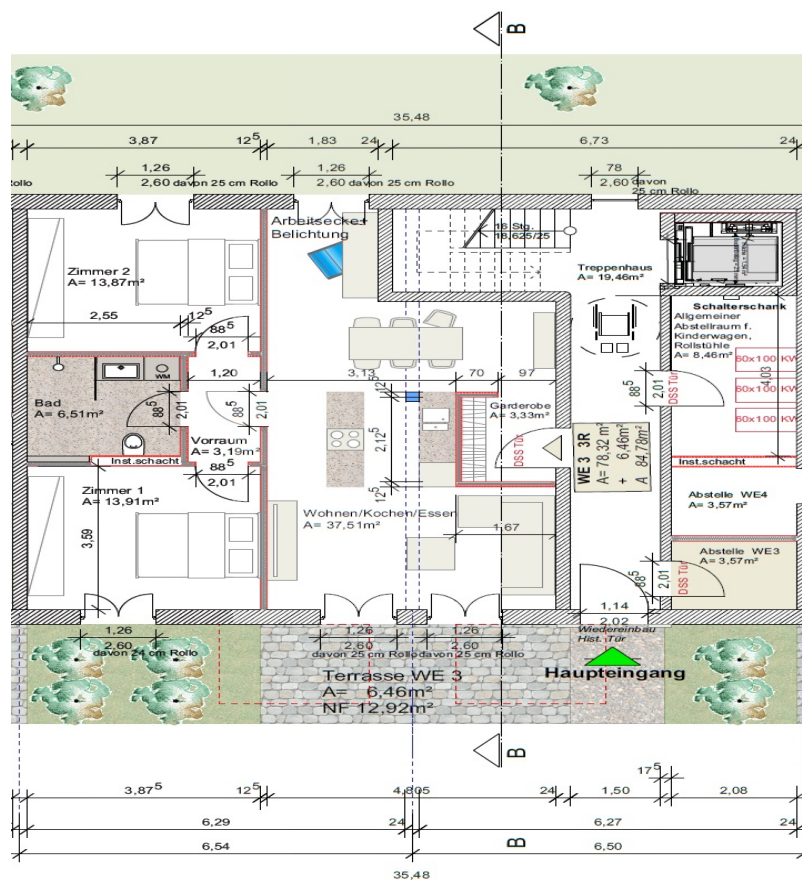 B
35,48
3,87
12⁵
1,83
24
6,73
24
1,26
2,60 davon 25 cm Rollo
1,26
2,60 davon 25 cm Rollo
78
2,60
davon
25 cm Rollo
Rollo
Arbeitsecke+
Belichtung
16 Stg.
18,625/25
Zimmer 2
A= 13,87m²
Treppenhaus
A= 19,46m²
Schalterschank
Allgemeiner
Abstellraum f.
Kinderwagen,
Rollstühle
A= 8,46m²
2,55
12⁵
88⁵
2,01
60x100 KW
60x100 KW
60x100 KW
4,03
1,20
3,13
70
97
WM
Bad
A= 6,51m²
88⁵
2,01
88⁵
2,01
12⁵
2,12⁵
12⁵
Garderobe
A= 3,33m²
DSS Tür
88⁵
2,01
DSS Tür
Vorraum
A= 3,19m²
WE 3 3R
A= 78,32 m²
+ 6,46m²
A 84,78m²
Inst.schacht
88⁵
2,01
Inst.schacht
Zimmer 1
A= 13,91m²
3,59
Wohnen/Kochen/Essen
A= 37,51m²
1,67
Abstelle WE4
A= 3,57m²
Abstelle WE3
A= 3,57m²
88⁵
2,01
DSS Tür
1,14
2,02
Wiedereinbau
Hist. Tür
Haupteingang
1,26
2,60
davon 24 cm Rollo
1,26
2,60
davon 25 cm Rollo
1,26
2,60
davon 25 cm Rollo
Terrasse WE 3
A= 6,46m²
NF 12,92m²
B
17⁵
3,87⁵
12⁵
4,805
24
1,50
2,08
6,29
24
6,27
24
6,54
B
6,50
35,48